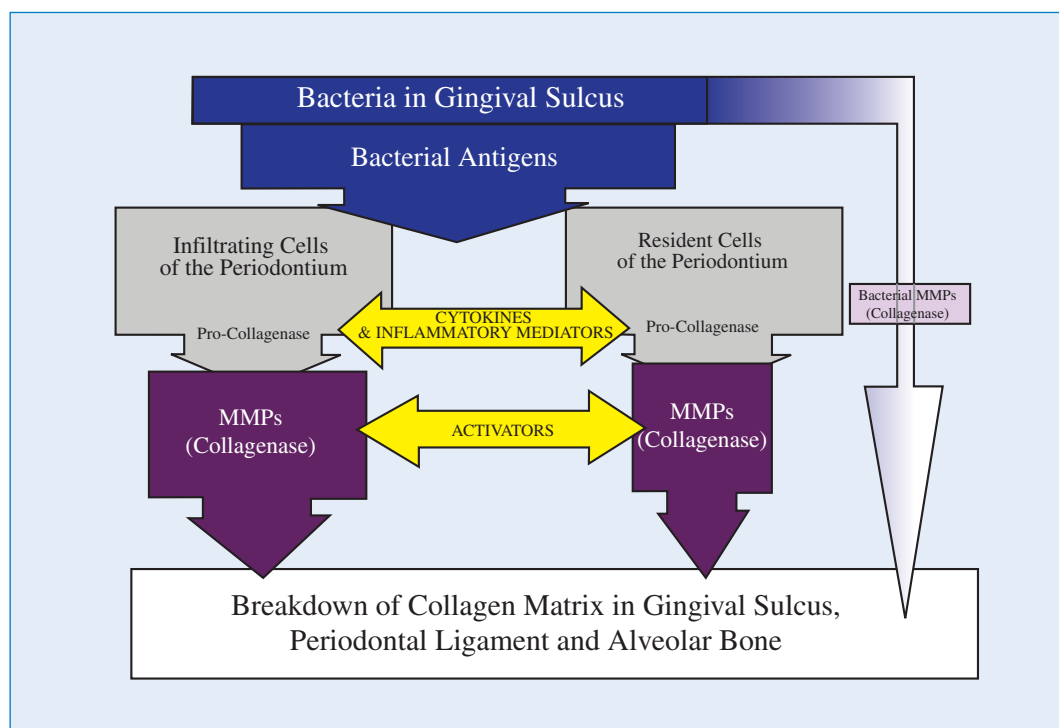 Bacteria in Gingival Sulcus
Bacterial Antigens
Infiltrating Cells
of the Periodontium
Resident Cells
of the Periodontium
Bacterial MMPs
(Collagenase)
CYTOKINES
& INFLAMMATORY MEDIATORS
Pro-Collagenase
Pro-Collagenase
MMPs
(Collagenase)
ACTIVATORS
MMPs
(Collagenase)
Breakdown of Collagen Matrix in Gingival Sulcus,
Periodontal Ligament and Alveolar Bone